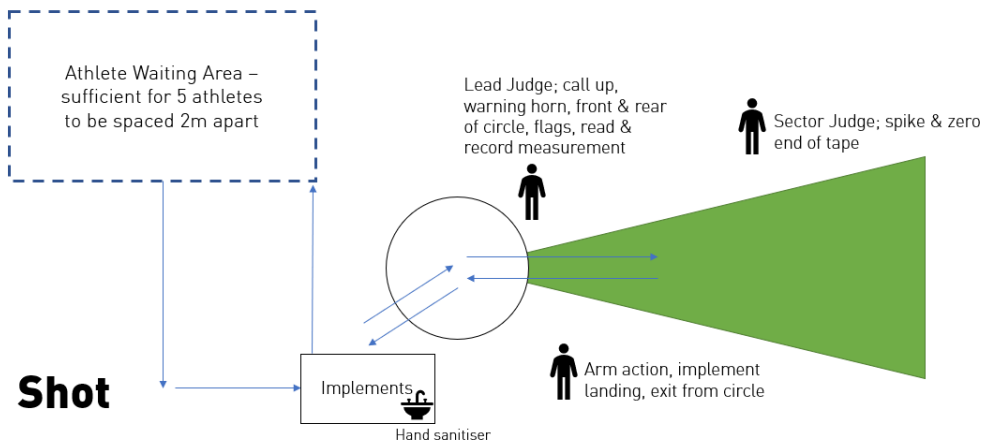 Athlete Waiting Area –
sufficient for 5 athletes
to be spaced 2m apart
Lead Judge; call up,
warning horn, front & rear
of circle, flags, read &
record measurement
Sector Judge; spike & zero
end of tape
Arm action, implement
landing, exit from circle
Shot
Implements
Hand sanitiser